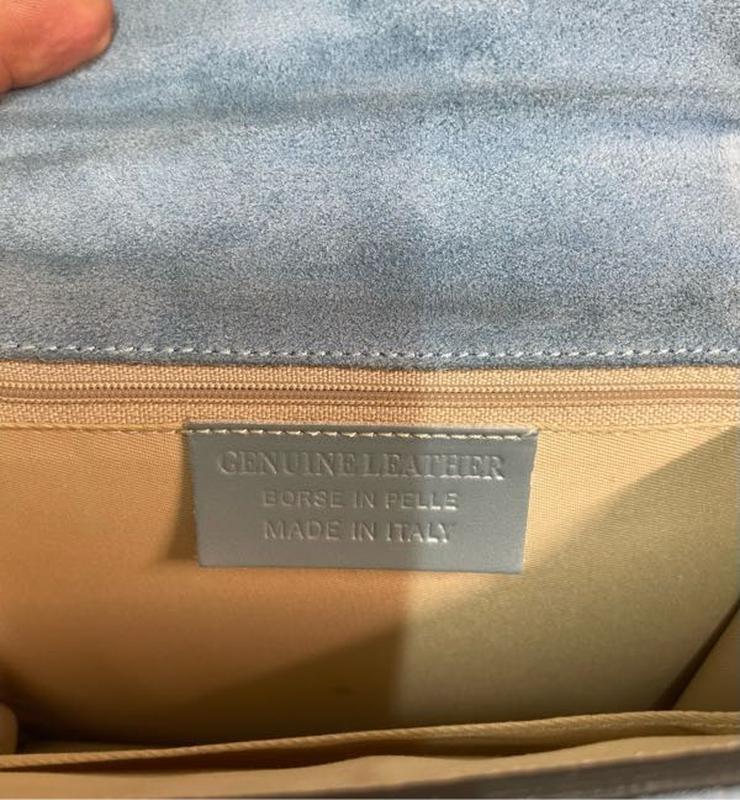 GENUINE LEATHER
BORSE IN PELLE
MADE IN ITALY